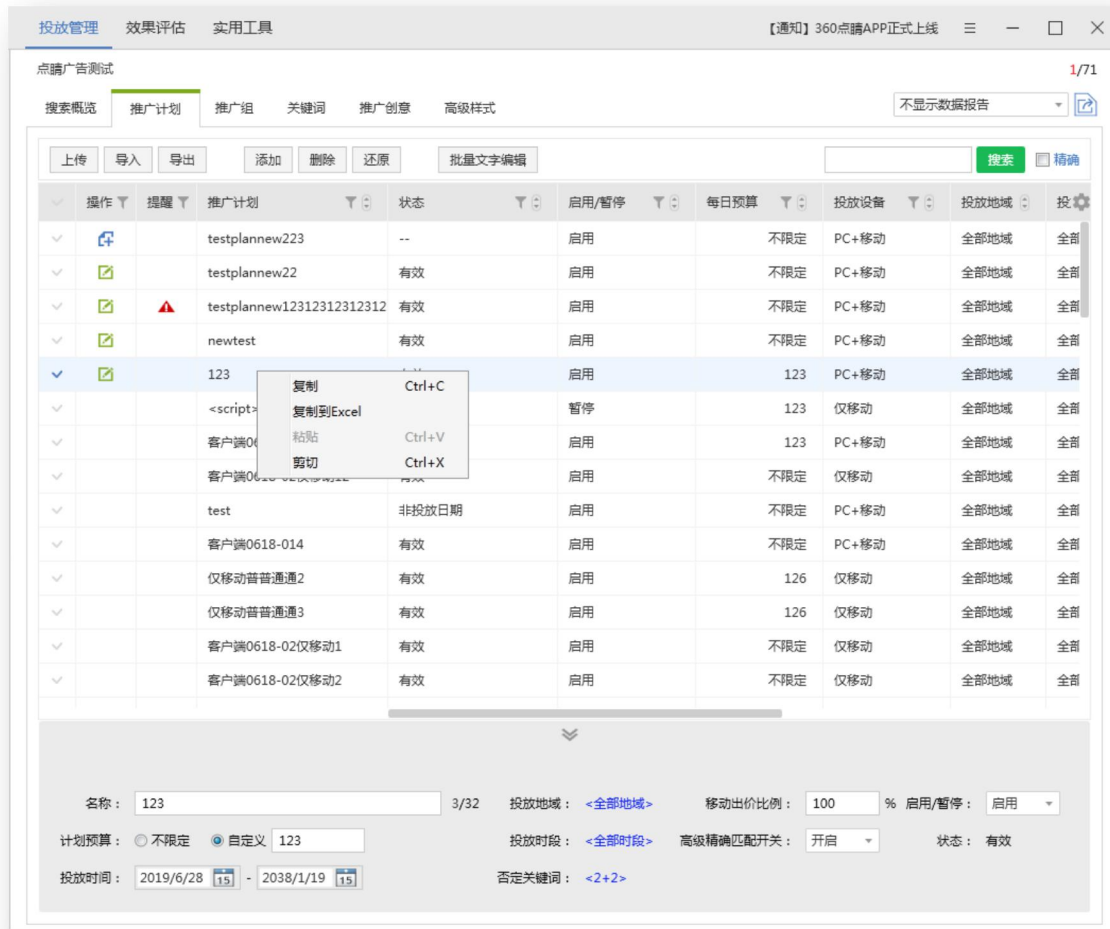 投放管理 效果评估 实用工具 【通知】360点睛APP正式上线
点睛广告测试 1/71
搜索概览 推广计划 推广组 关键词 推广创意 高级样式 不显示数据报告
上传 导入 导出 添加 删除 还原 批量文字编辑 搜索 精确
操作 提醒 推广计划 状态 启用/暂停 每日预算 投放设备 投放地域 投
testplannew223 -- 启用 不限定 PC+移动 全部地域 全部
testplannew22 有效 启用 不限定 PC+移动 全部地域 全部
testplannew12312312312312 有效 启用 不限定 PC+移动 全部地域 全部
newtest 有效 启用 不限定 PC+移动 全部地域 全部
123 启用 123 PC+移动 全部地域 全部
复制 Ctrl+C
<script> 暂停 123 仅移动 全部地域 全部
复制到Excel
客户端06 启用 123 PC+移动 全部地域 全部
粘贴 Ctrl+V
剪切 Ctrl+X
启用 不限定 仅移动 全部地域 全部
test 非投放日期 启用 不限定 PC+移动 全部地域 全部
客户端0618-014 有效 启用 不限定 PC+移动 全部地域 全部
仅移动普普通通2 有效 启用 126 仅移动 全部地域 全部
仅移动普普通通3 有效 启用 126 仅移动 全部地域 全部
客户端0618-02仅移动1 有效 启用 不限定 仅移动 全部地域 全部
客户端0618-02仅移动2 有效 启用 不限定 仅移动 全部地域 全部
名称： 123 3/32 投放地域： <全部地域> 移动出价比例： 100 % 启用/暂停： 启用
计划预算： 不限定 自定义 123 投放时段： <全部时段> 高级精确匹配开关： 开启 状态： 有效
投放时间： 2019/6/28 15 - 2038/1/19 15 否定关键词： <2+2>